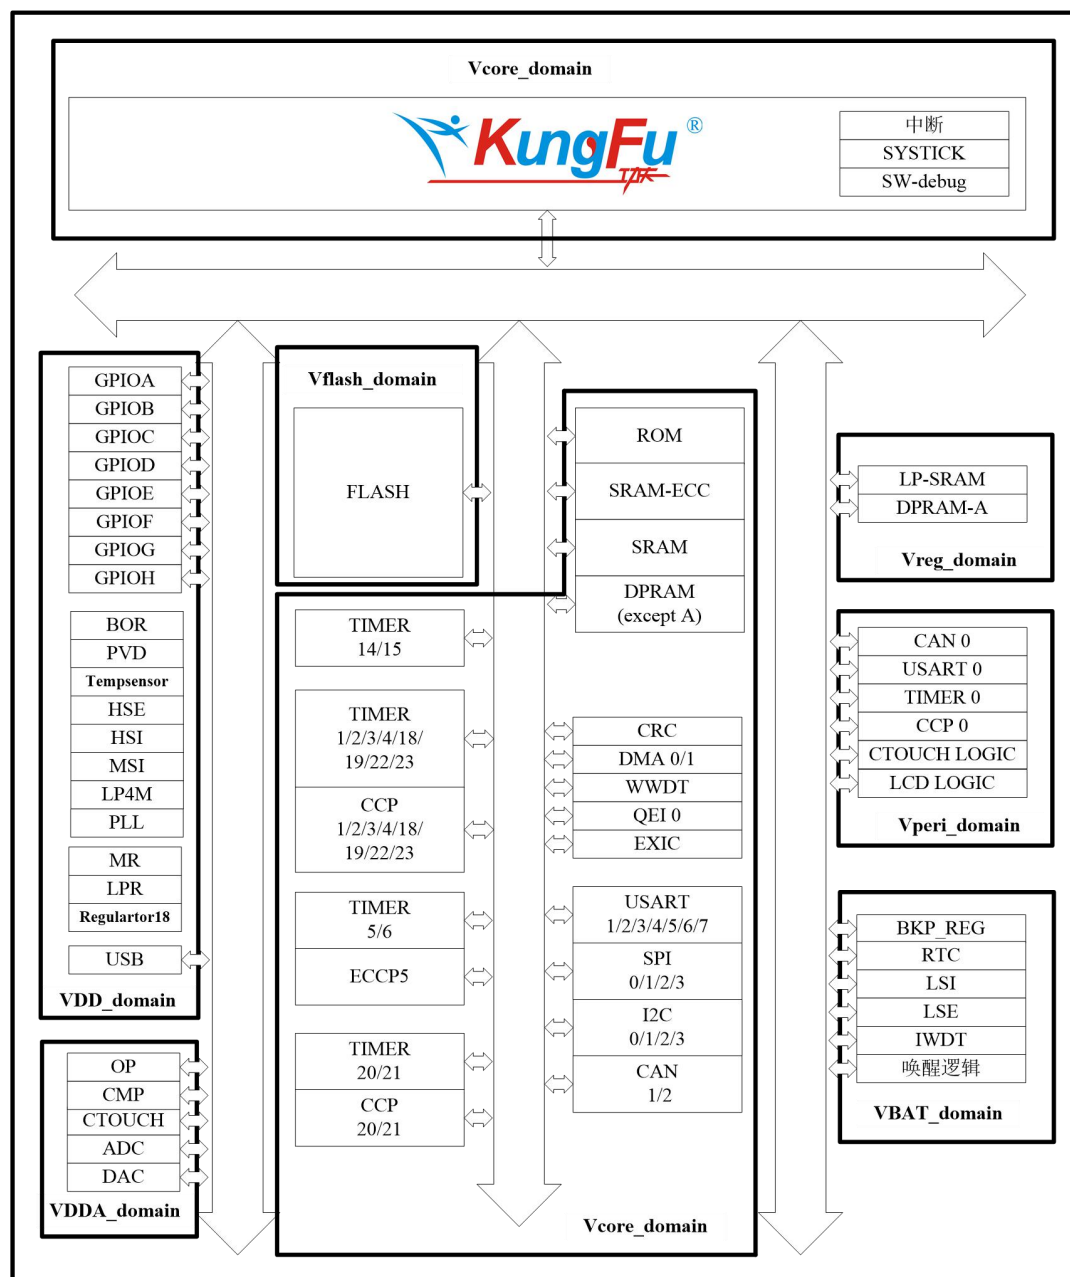 Vcore_domain
KungFu®
中断
SYSTICK
SW-debug
GPIOA
GPIOB
GPIOC
GPIOD
GPIOE
GPIOF
GPIOG
GPIOH
BOR
PVD
Tempsensor
HSE
HSI
MSI
LP4M
PLL
MR
LPR
Regulartor18
USB
VDD_domain
OP
CMP
CTOUCH
ADC
DAC
VDDA_domain
Vflash_domain
FLASH
TIMER
14/15
TIMER
1/2/3/4/18/
19/22/23
CCP
1/2/3/4/18/
19/22/23
TIMER
5/6
ECCP5
TIMER
20/21
CCP
20/21
ROM
SRAM-ECC
SRAM
DPRAM
(except A)
CRC
DMA 0/1
WWDT
QEI 0
EXIC
USART
1/2/3/4/5/6/7
SPI
0/1/2/3
I2C
0/1/2/3
CAN
1/2
Vcore_domain
LP-SRAM
DPRAM-A
Vreg_domain
CAN 0
USART 0
TIMER 0
CCP 0
CTOUCH LOGIC
LCD LOGIC
Vperi_domain
BKP_REG
RTC
LSI
LSE
IWDT
唤醒逻辑
VBAT_domain